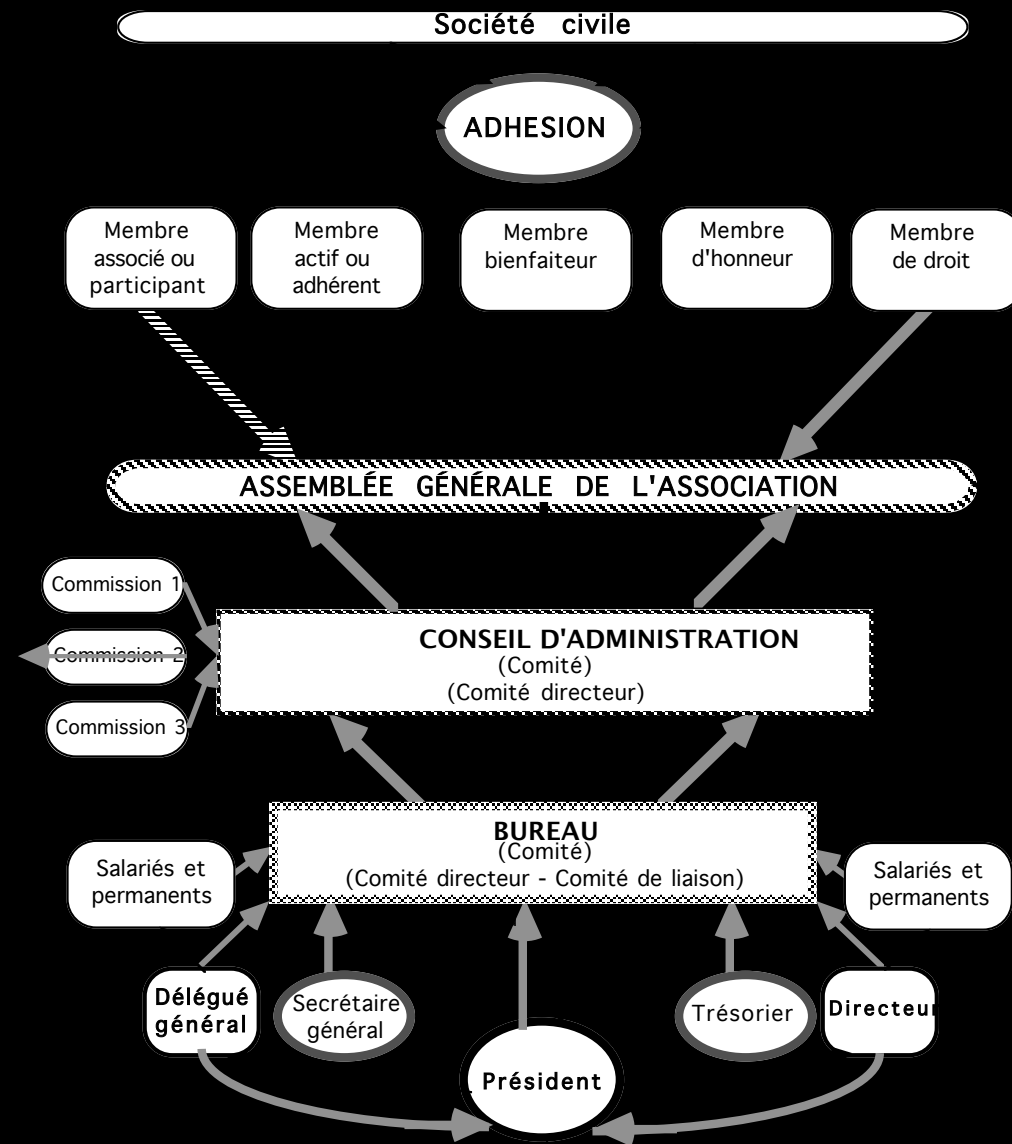 Société civile
ADHESION
Membre
associé ou
participant
Membre
actif ou
adhérent
Membre
bienfaiteur
Membre
d'honneur
Membre
de droit
ASSEMBLÉE GÉNÉRALE DE L'ASSOCIATION
Commission 1
Commission 2
Commission 3
CONSEIL D'ADMINISTRATION
(Comité)
(Comité directeur)
BUREAU
(Comité)
(Comité directeur - Comité de liaison)
Salariés et
permanents
Salariés et
permanents
Délégué
général
Secrétaire
général
Président
Trésorier
Directeur